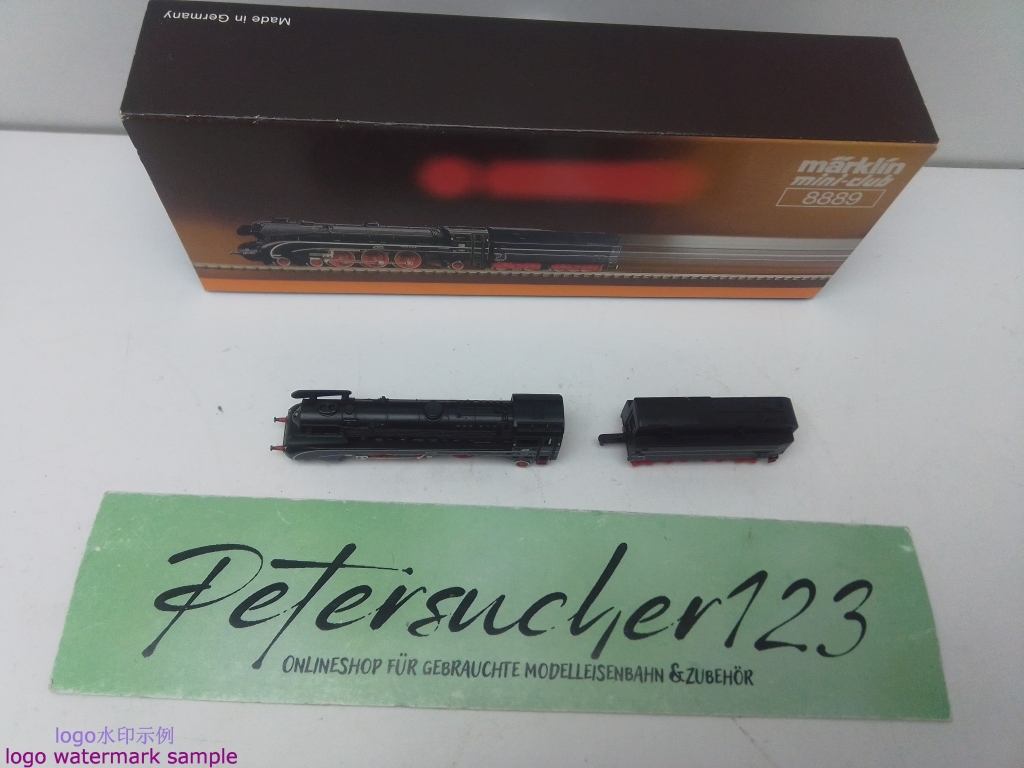 Made in Germany
märklin
mini-club
8889
Petersucher123
ONLINESHOP FÜR GEBRAUCHTE MODELLEISENBAHN &ZUBEHÖR
logo水印示例
logo watermark sample